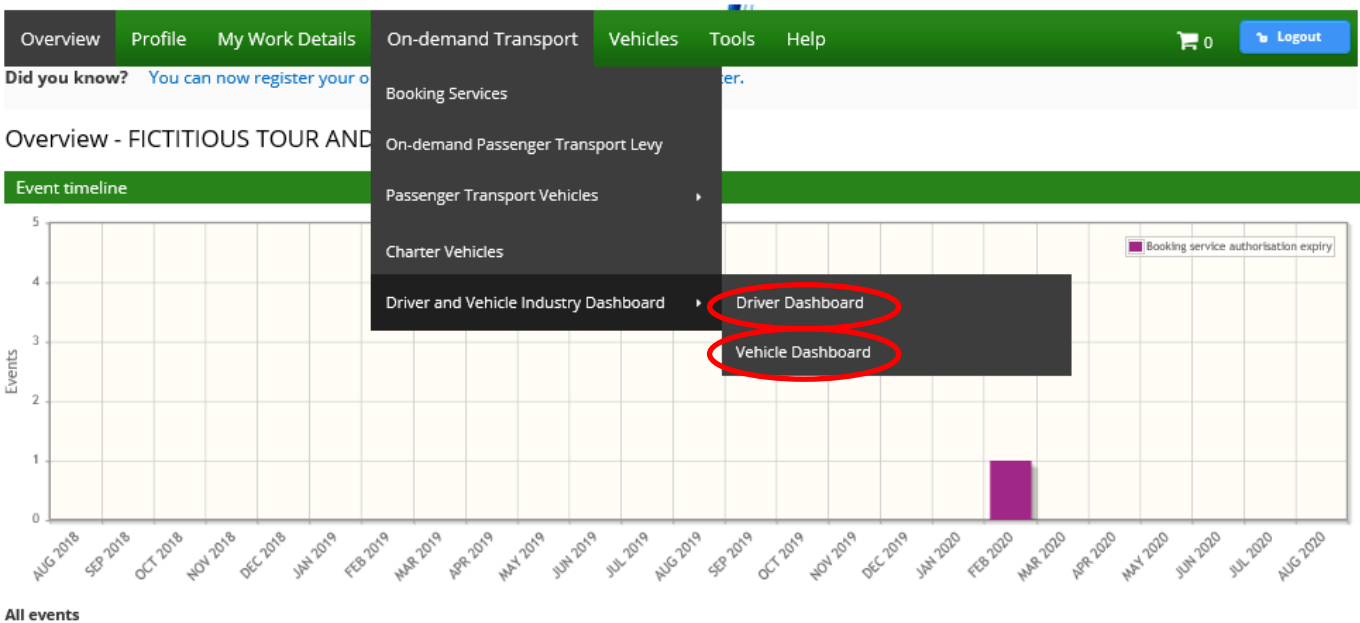 Overview Profile My Work Details On-demand Transport Vehicles Tools Help 0 Logout
Did you know? You can now register your o
er.
Booking Services
Overview - FICTITIOUS TOUR AND
On-demand Passenger Transport Levy
Event timeline
Passenger Transport Vehicles
Charter Vehicles
Driver and Vehicle Industry Dashboard
Driver Dashboard
Vehicle Dashboard
Booking service authorisation expiry
Events
5
4
3
2
1
0
AUG 2018 SEP 2018 OCT 2018 NOV 2018 DEC 2018 JAN 2019 FEB 2019 MAR 2019 APR 2019 MAY 2019 JUN 2019 JUL 2019 AUG 2019 SEP 2019 OCT 2019 NOV 2019 DEC 2019 JAN 2020 FEB 2020 MAR 2020 APR 2020 MAY 2020 JUN 2020 JUL 2020 AUG 2020
All events